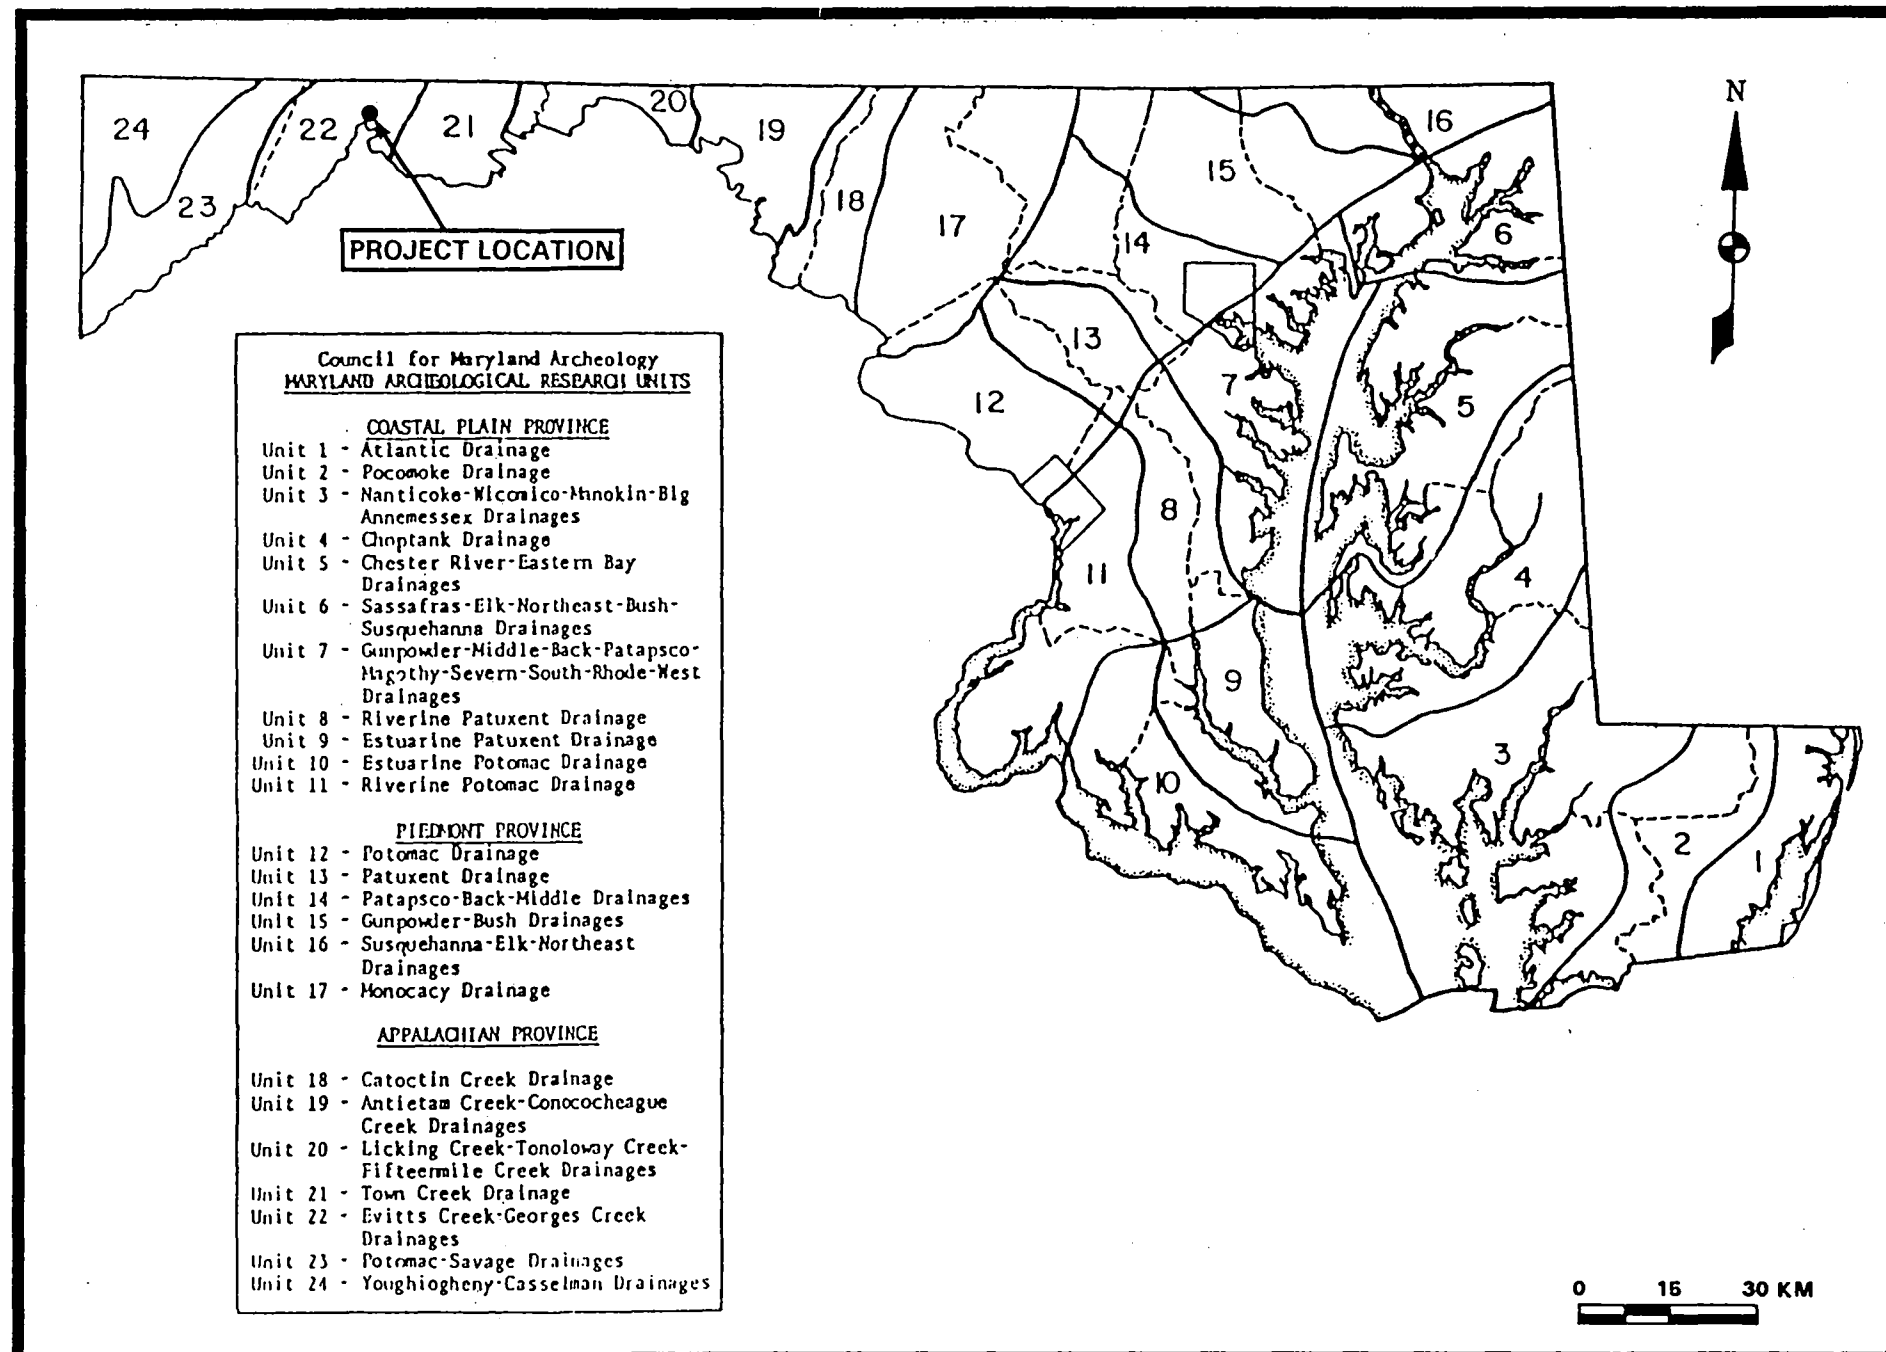 24
23
22
21
20
19
18
17
16
15
14
13
12
11
10
9
8
7
6
5
4
3
2
1
N
PROJECT LOCATION
Council for Maryland Archeology
MARYLAND ARCHEOLOGICAL RESEARCH UNITS
COASTAL PLAIN PROVINCE
Unit 1 - Atlantic Drainage
Unit 2 - Pocomoke Drainage
Unit 3 - Nanticoke-Wicomico-Manokin-Big
Annemessex Drainages
Unit 4 - Choptank Drainage
Unit 5 - Chester River-Eastern Bay
Drainages
Unit 6 - Sassafras-Elk-Northeast-Bush-
Susquehanna Drainages
Unit 7 - Gunpowder-Middle-Back-Patapsco-
Magothy-Severn-South-Rhode-West
Drainages
Unit 8 - Riverine Patuxent Drainage
Unit 9 - Estuarine Patuxent Drainage
Unit 10 - Estuarine Potomac Drainage
Unit 11 - Riverine Potomac Drainage
PIEDMONT PROVINCE
Unit 12 - Potomac Drainage
Unit 13 - Patuxent Drainage
Unit 14 - Patapsco-Back-Middle Drainages
Unit 15 - Gunpowder-Bush Drainages
Unit 16 - Susquehanna-Elk-Northeast
Drainages
Unit 17 - Monocacy Drainage
APPALACHIAN PROVINCE
Unit 18 - Catoctin Creek Drainage
Unit 19 - Antietam Creek-Conococheague
Creek Drainages
Unit 20 - Licking Creek-Tonoloway Creek-
Fifteenmile Creek Drainages
Unit 21 - Town Creek Drainage
Unit 22 - Evitts Creek-Georges Creek
Drainages
Unit 23 - Potomac-Savage Drainages
Unit 24 - Youghiogheny-Casselman Drainages
0 15 30 KM